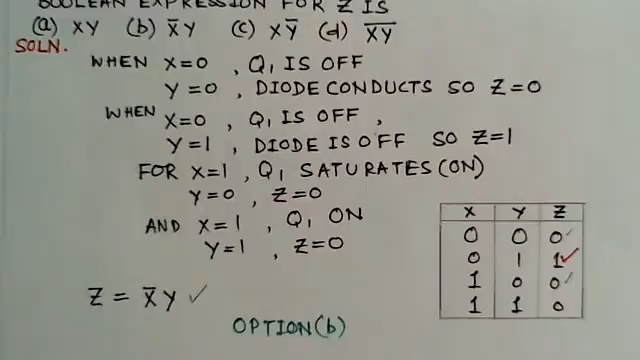 BOOLEAN EXPRESSION FOR Z IS
(a) XY (b) X̅Y (c) XY̅ (d) X̅Y̅
SOLN.
WHEN X=0 , Q1 IS OFF
Y=0 , DIODE CONDUCTS SO Z=0
WHEN X=0 , Q1 IS OFF ,
Y=1 , DIODE IS OFF SO Z=1
FOR X=1 , Q1 SATURATES (ON)
Y=0 , Z=0
AND X=1 , Q1 ON
Y=1 , Z=0
X Y Z
0 0 0✓
0 1 1✓
1 0 0✓
1 1 0
Z = X̅Y ✓
OPTION(b)